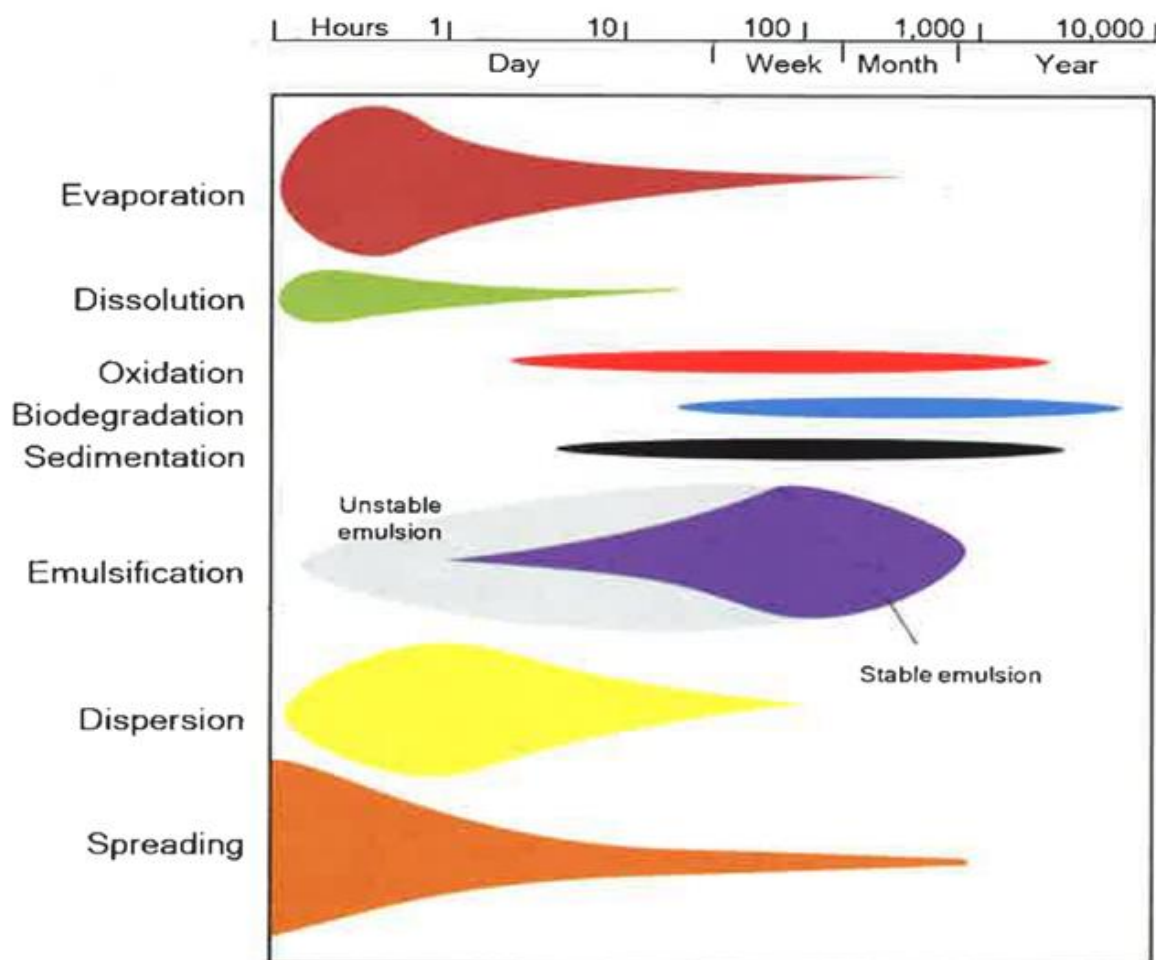 Hours 1 10 100 1,000 10,000
Day Week Month Year
Evaporation
Dissolution
Oxidation
Biodegradation
Sedimentation
Unstable
emulsion
Emulsification
Stable emulsion
Dispersion
Spreading